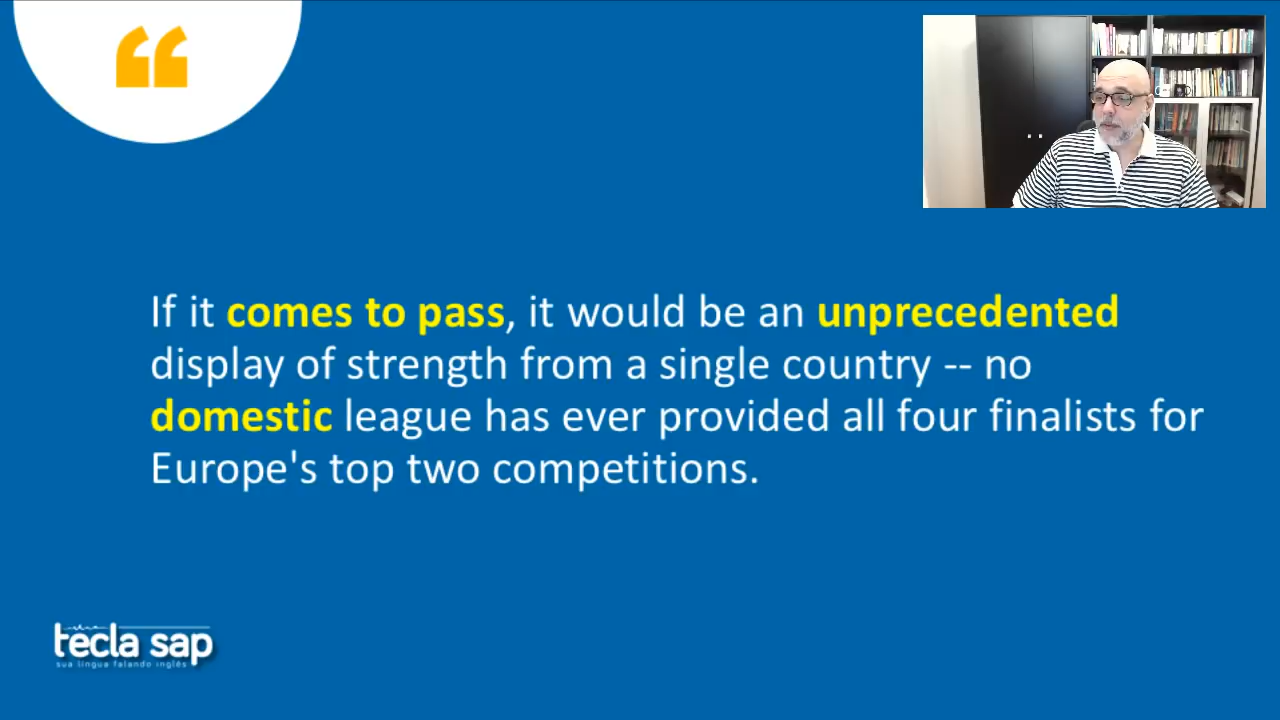 “
If it comes to pass, it would be an unprecedented
display of strength from a single country -- no
domestic league has ever provided all four finalists for
Europe's top two competitions.
tecla sap
sua língua falando inglês